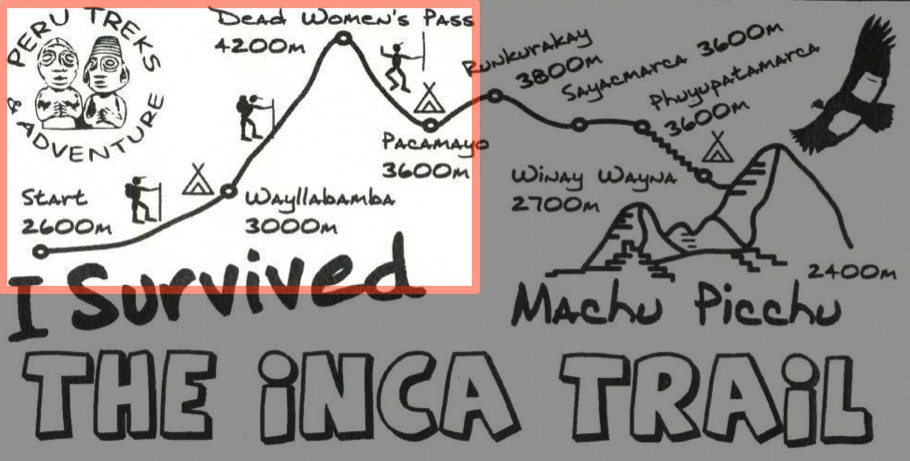 PERU TREKS
& ADVENTURE
Dead Women's Pass
4200m
Runkurakay
3800m
Sayacmarca 3600m
Phuyupatamarca
3600m
Pacamayo
3600m
Start
2600m
Wayllabamba
3000m
Winay Wayna
2700m
2400m
I Survived
Machu Picchu
THE INCA TRAIL